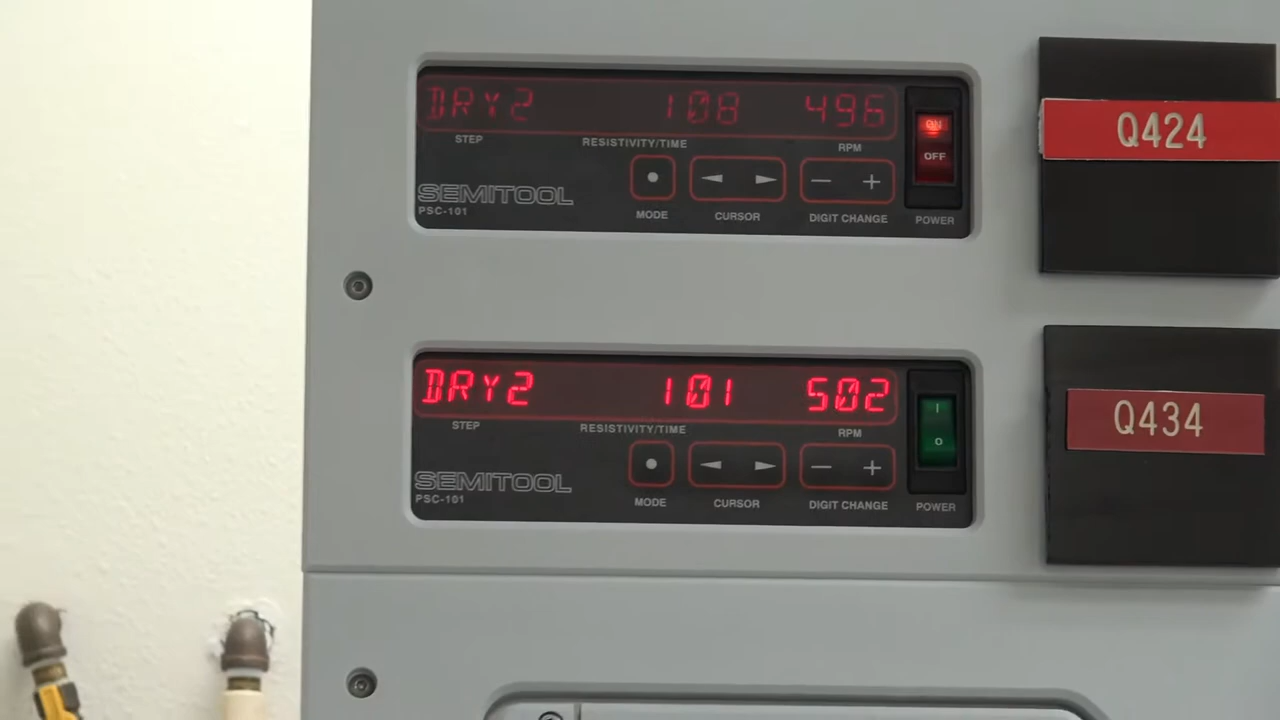 DRY2 108 496
STEP RESISTIVITY/TIME RPM
ON
OFF
SEMITOOL
PSC-101
MODE CURSOR DIGIT CHANGE POWER
Q424
DRY2 101 502
STEP RESISTIVITY/TIME RPM
I
O
SEMITOOL
PSC-101
MODE CURSOR DIGIT CHANGE POWER
Q434